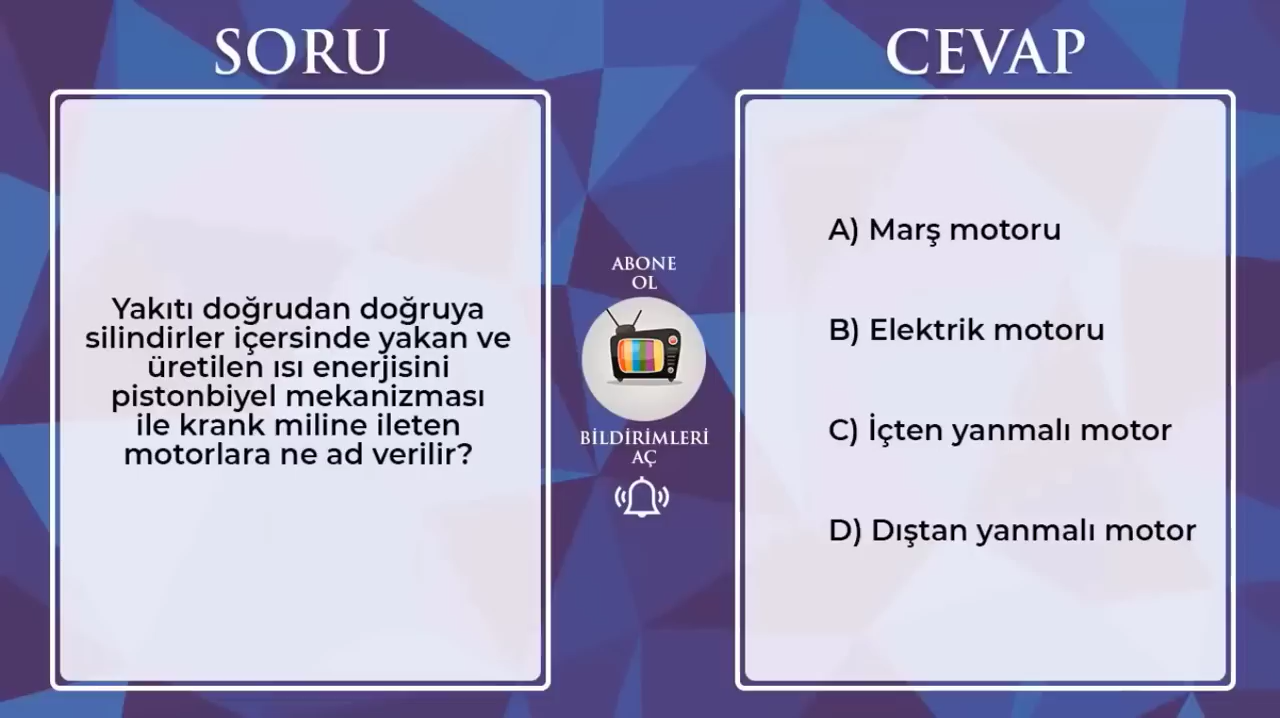 SORU
Yakıtı doğrudan doğruya
silindirler içersinde yakan ve
üretilen ısı enerjisini
pistonbiyel mekanizması
ile krank miline ileten
motorlara ne ad verilir?
ABONE
OL
BİLDİRİMLERİ
AÇ
CEVAP
A) Marş motoru
B) Elektrik motoru
C) İçten yanmalı motor
D) Dıştan yanmalı motor